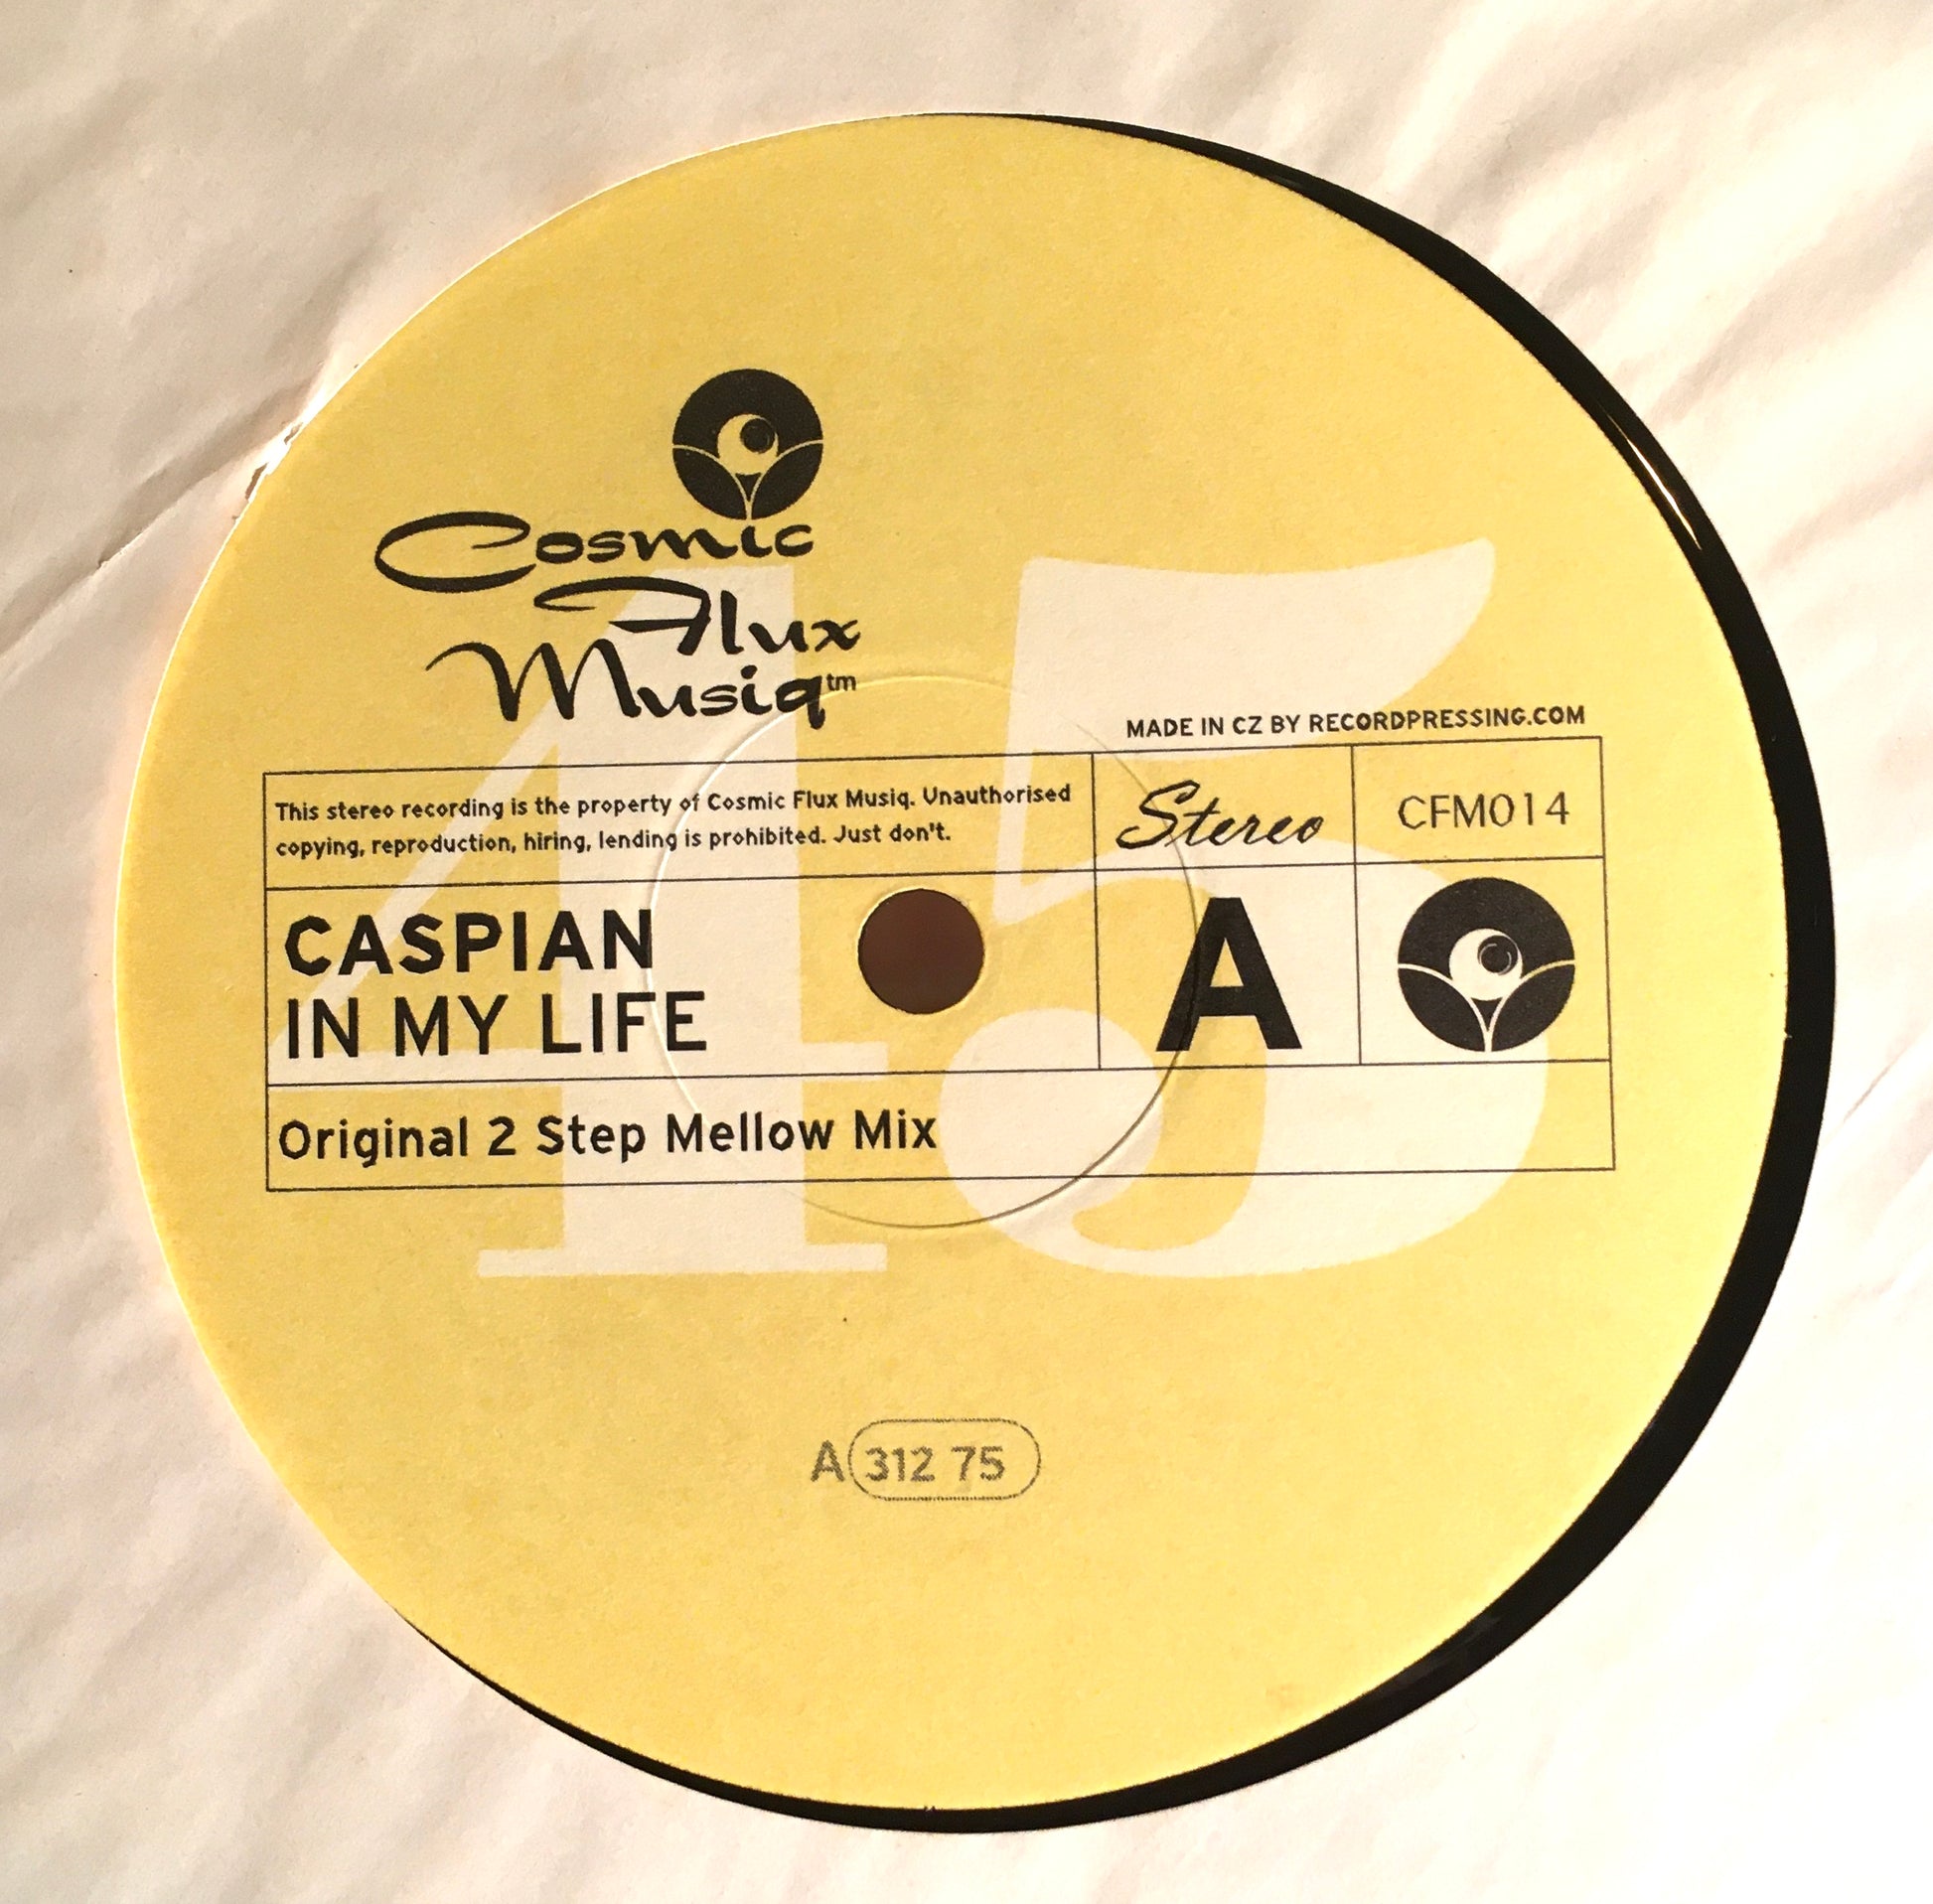 Cosmic
Flux
Musiq™
45
MADE IN CZ BY RECORDPRESSING.COM
This stereo recording is the property of Cosmic Flux Musiq. Unauthorised
copying, reproduction, hiring, lending is prohibited. Just don't.
Stereo
CFM014
CASPIAN
IN MY LIFE
A
Original 2 Step Mellow Mix
A 312 75